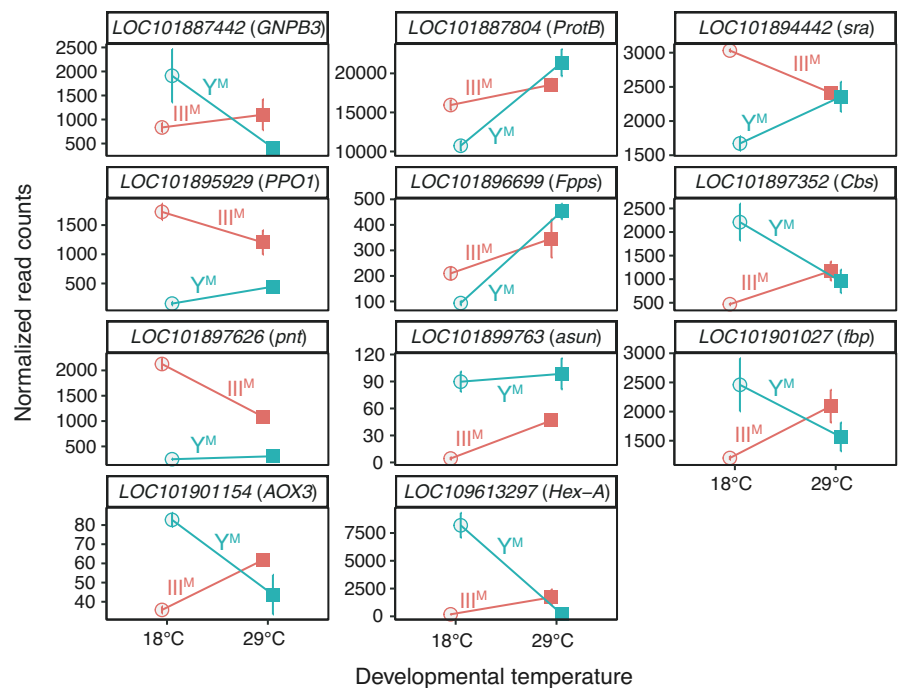 LOC101887442 (GNPB3)
2500
2000
1500
1000
500
Y^M
III^M
LOC101887804 (ProtB)
20000
15000
10000
III^M
Y^M
LOC101894442 (sra)
3000
2500
2000
1500
III^M
Y^M
LOC101895929 (PPO1)
1500
1000
500
III^M
Y^M
LOC101896699 (Fpps)
500
400
300
200
100
III^M
Y^M
LOC101897352 (Cbs)
2500
2000
1500
1000
500
Y^M
III^M
LOC101897626 (pnt)
2000
1500
1000
500
III^M
Y^M
LOC101899763 (asun)
120
90
60
30
0
Y^M
III^M
LOC101901027 (fbp)
3000
2500
2000
1500
Y^M
III^M
18°C
29°C
LOC101901154 (AOX3)
80
70
60
50
40
Y^M
III^M
18°C
29°C
LOC109613297 (Hex–A)
7500
5000
2500
0
Y^M
III^M
18°C
29°C
Normalized read counts
Developmental temperature